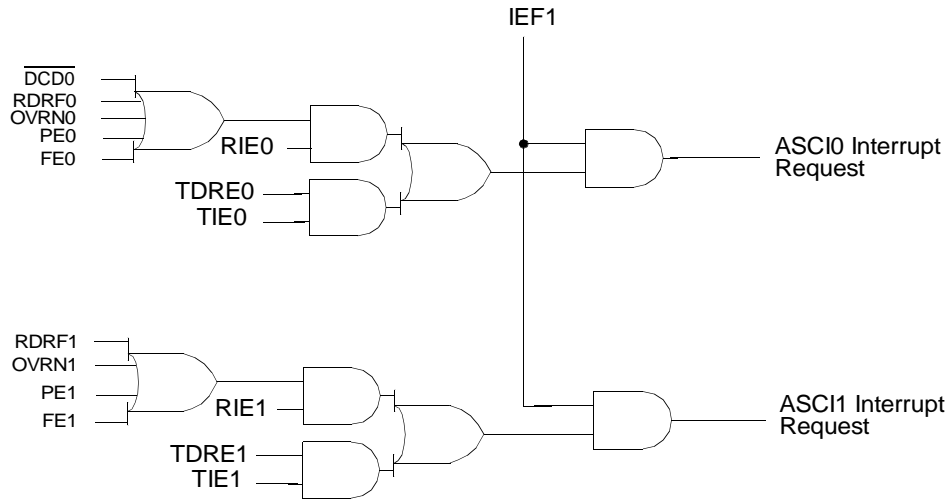 IEF1
DCD0
RDRF0
OVRN0
PE0
FE0
RIE0
TDRE0
TIE0
ASCI0 Interrupt
Request
RDRF1
OVRN1
PE1
FE1
RIE1
TDRE1
TIE1
ASCI1 Interrupt
Request